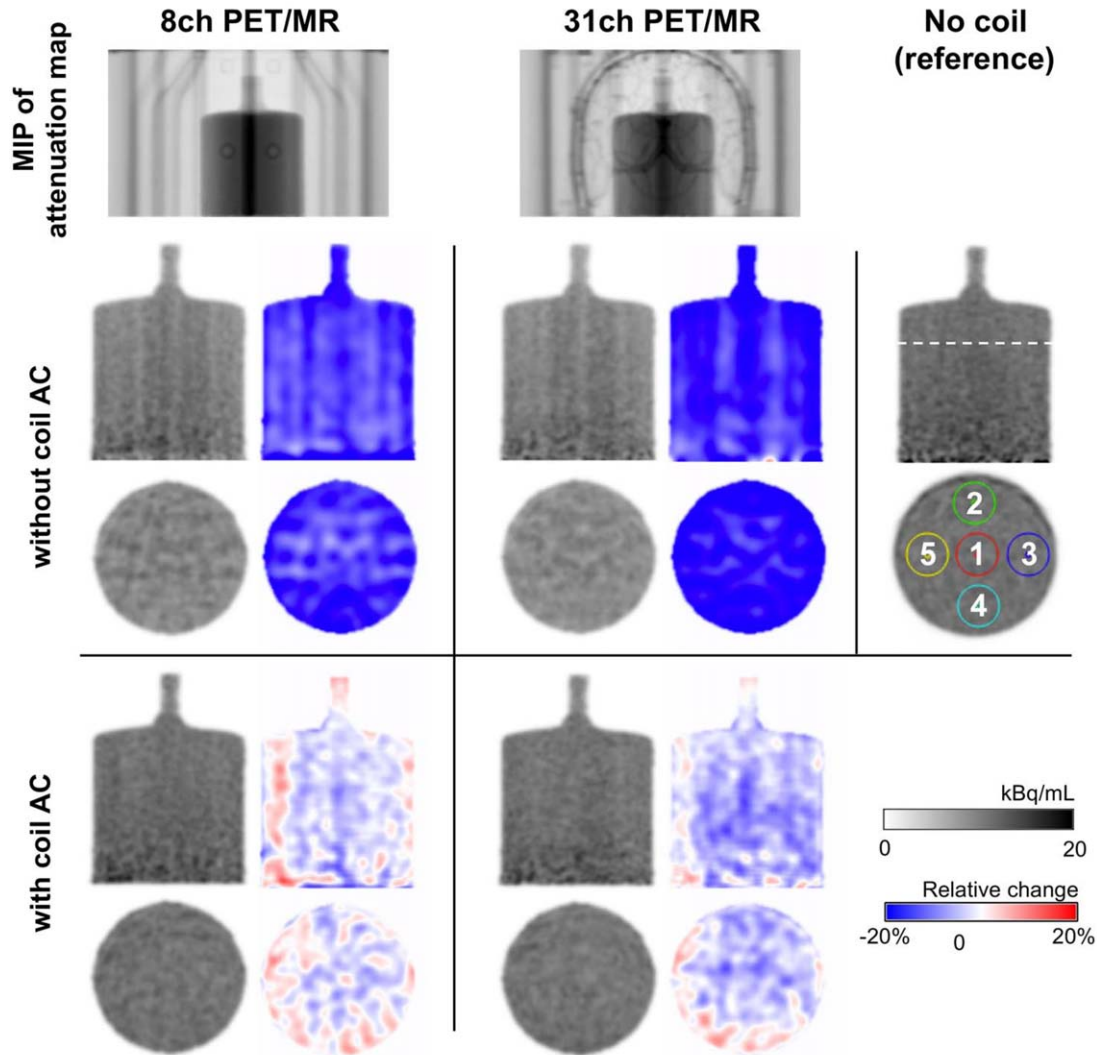 8ch PET/MR
31ch PET/MR
No coil
(reference)
MIP of
attenuation map
without coil AC
2
5
1
3
4
with coil AC
kBq/mL
0
20
Relative change
-20%
0
20%